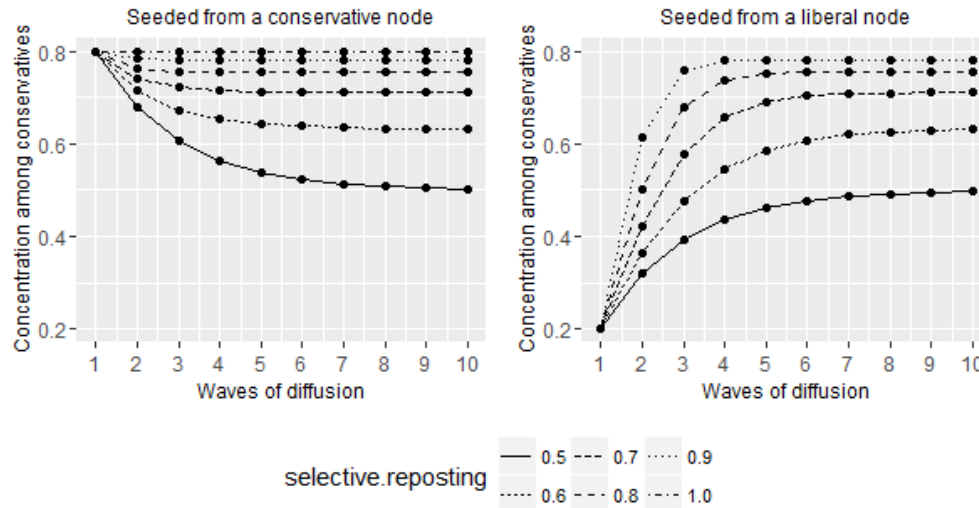 Seeded from a conservative node
Seeded from a liberal node
Concentration among conservatives
0.8
0.6
0.4
0.2
1 2 3 4 5 6 7 8 9 10
Waves of diffusion
Concentration among conservatives
0.8
0.6
0.4
0.2
1 2 3 4 5 6 7 8 9 10
Waves of diffusion
selective.reposting
0.5 0.7 0.9
0.6 0.8 1.0